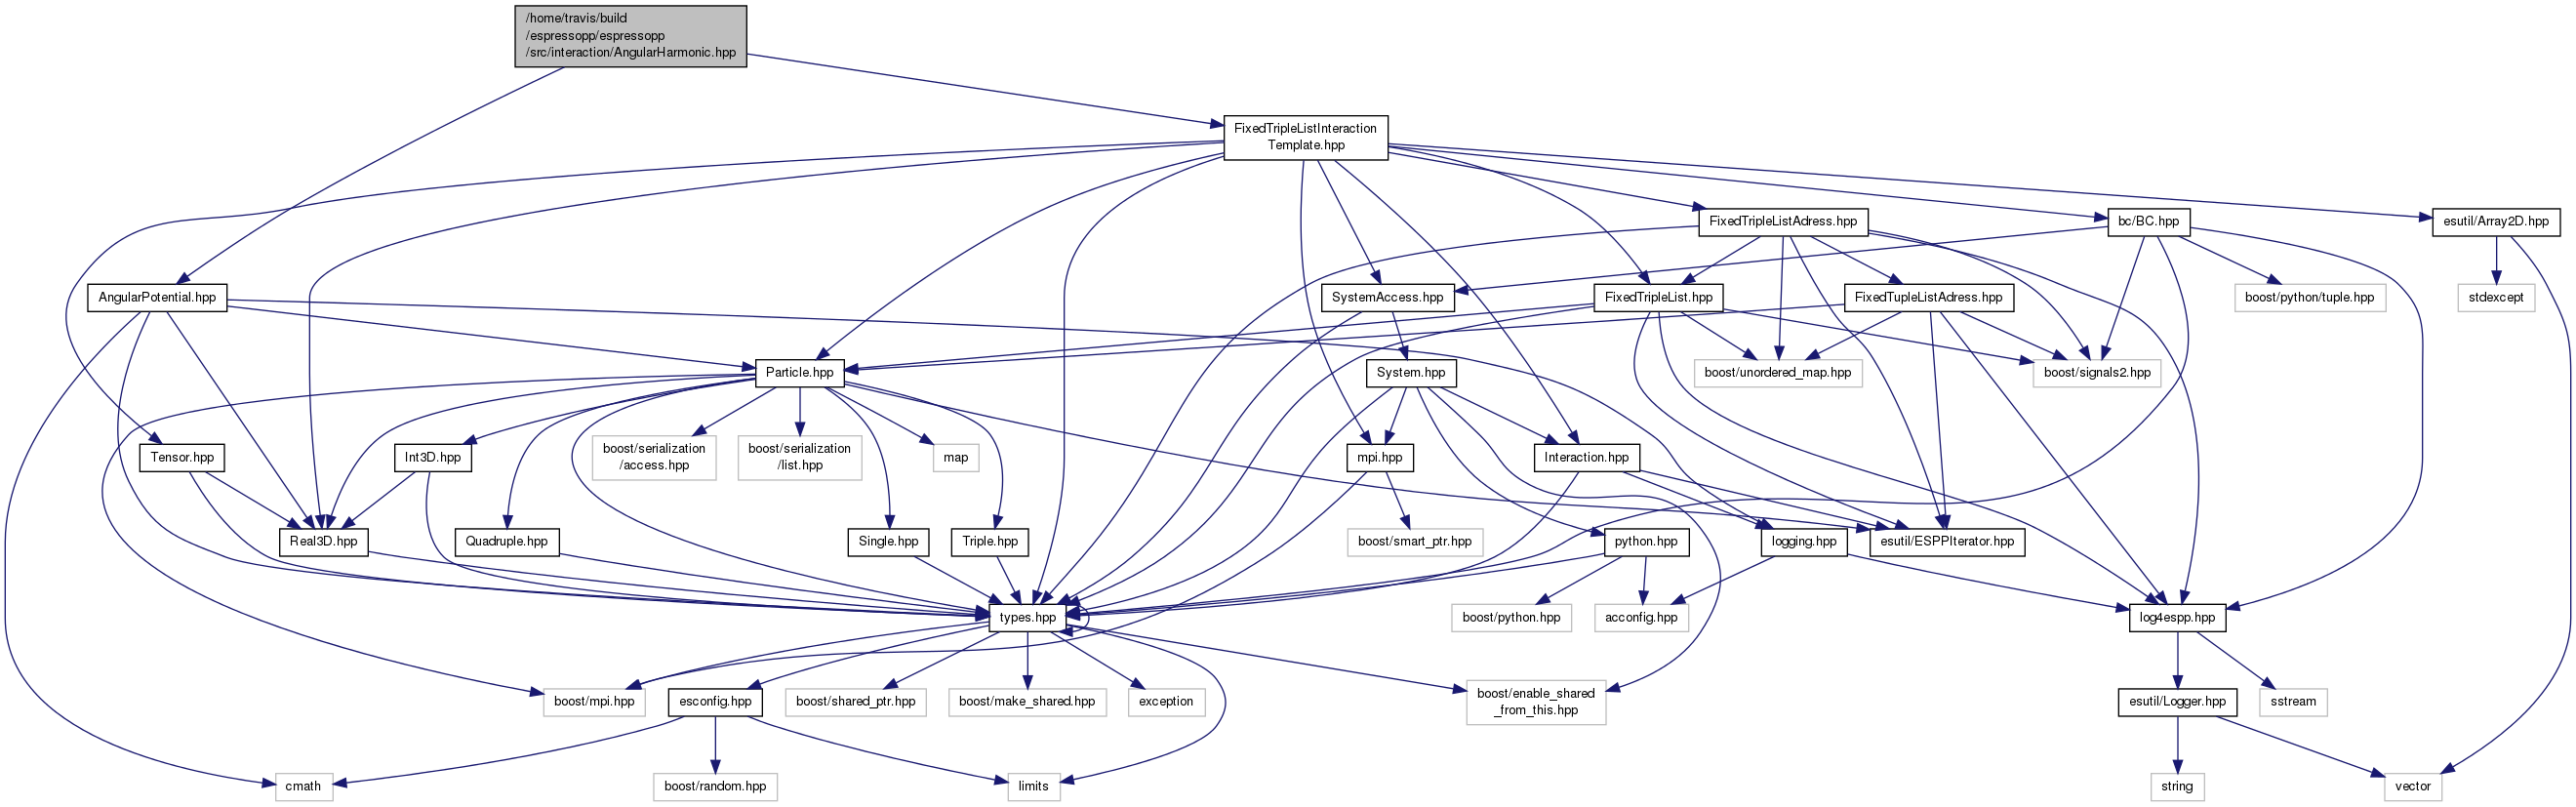 /home/travis/build
/espressopp/espressopp
/src/interaction/AngularHarmonic.hpp
FixedTripleListInteraction
Template.hpp
FixedTripleListAdress.hpp
bc/BC.hpp
esutil/Array2D.hpp
AngularPotential.hpp
SystemAccess.hpp
FixedTripleList.hpp
FixedTupleListAdress.hpp
boost/python/tuple.hpp
stdexcept
Particle.hpp
System.hpp
boost/unordered_map.hpp
boost/signals2.hpp
Tensor.hpp
Int3D.hpp
boost/serialization
/access.hpp
boost/serialization
/list.hpp
map
mpi.hpp
Interaction.hpp
Real3D.hpp
Quadruple.hpp
Single.hpp
Triple.hpp
boost/smart_ptr.hpp
python.hpp
logging.hpp
esutil/ESPPIterator.hpp
types.hpp
boost/python.hpp
acconfig.hpp
log4espp.hpp
boost/mpi.hpp
esconfig.hpp
boost/shared_ptr.hpp
boost/make_shared.hpp
exception
boost/enable_shared
_from_this.hpp
esutil/Logger.hpp
sstream
cmath
boost/random.hpp
limits
string
vector